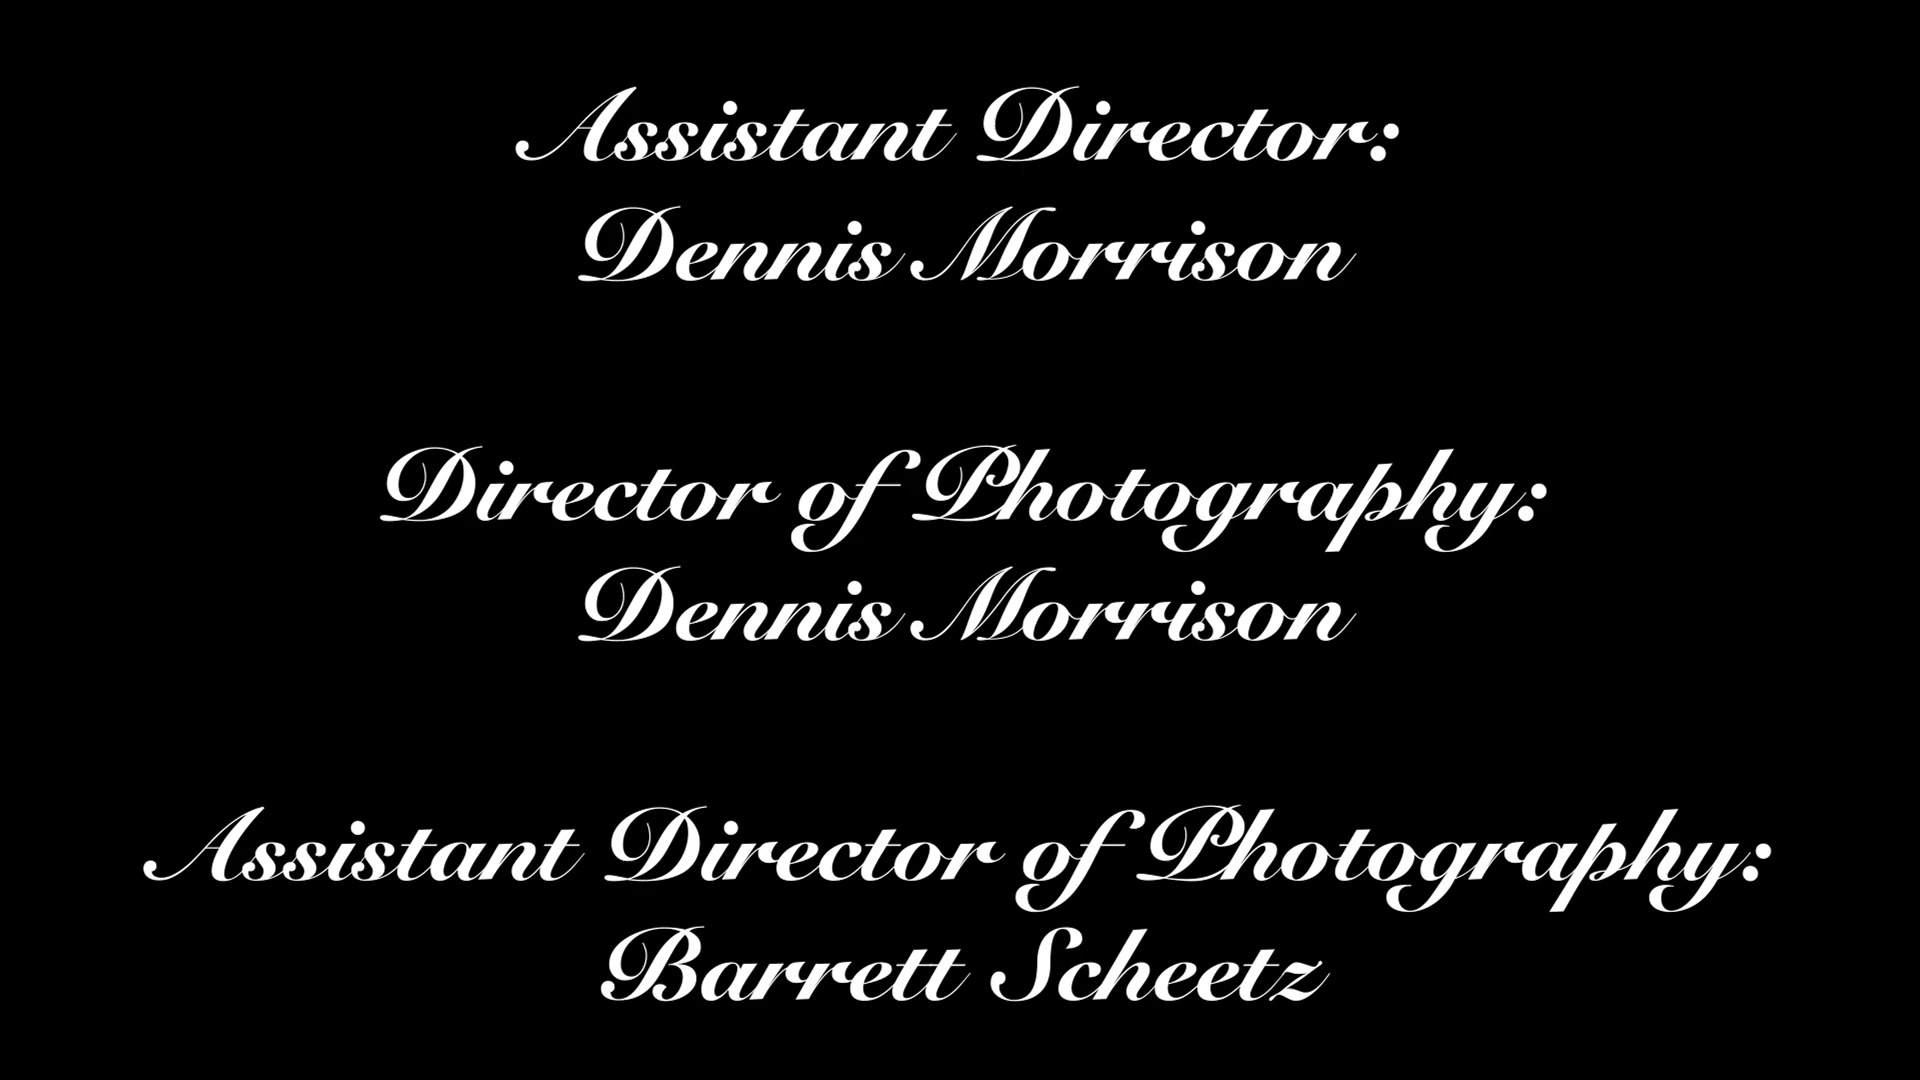 Assistant Director:
Dennis Morrison
Director of Photography:
Dennis Morrison
Assistant Director of Photography:
Barrett Scheetz